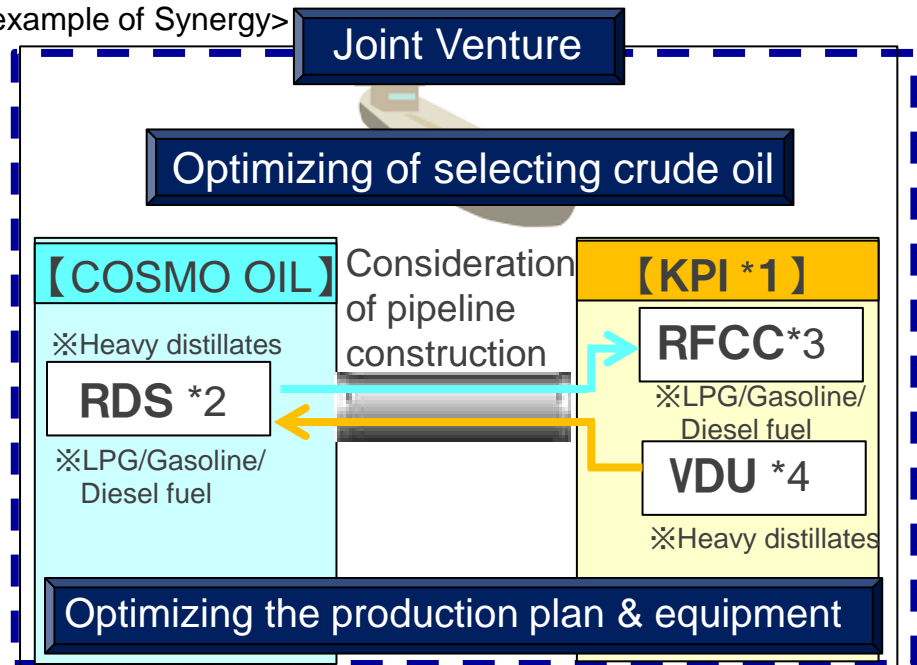 example of Synergy>
Joint Venture
Optimizing of selecting crude oil
【COSMO OIL】
※Heavy distillates
RDS *2
※LPG/Gasoline/
Diesel fuel
Consideration
of pipeline
construction
【KPI *1】
RFCC*3
※LPG/Gasoline/
Diesel fuel
VDU *4
※Heavy distillates
Optimizing the production plan & equipment